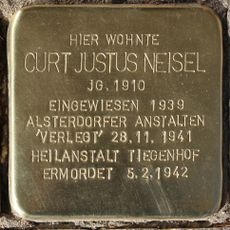 HIER WOHNTE
CURT JUSTUS NEISEL
JG. 1910
EINGEWIESEN 1939
ALSTERDORFER ANSTALTEN
'VERLEGT' 28.11.1941
HEILANSTALT TIEGENHOF
ERMORDET 5.2.1942